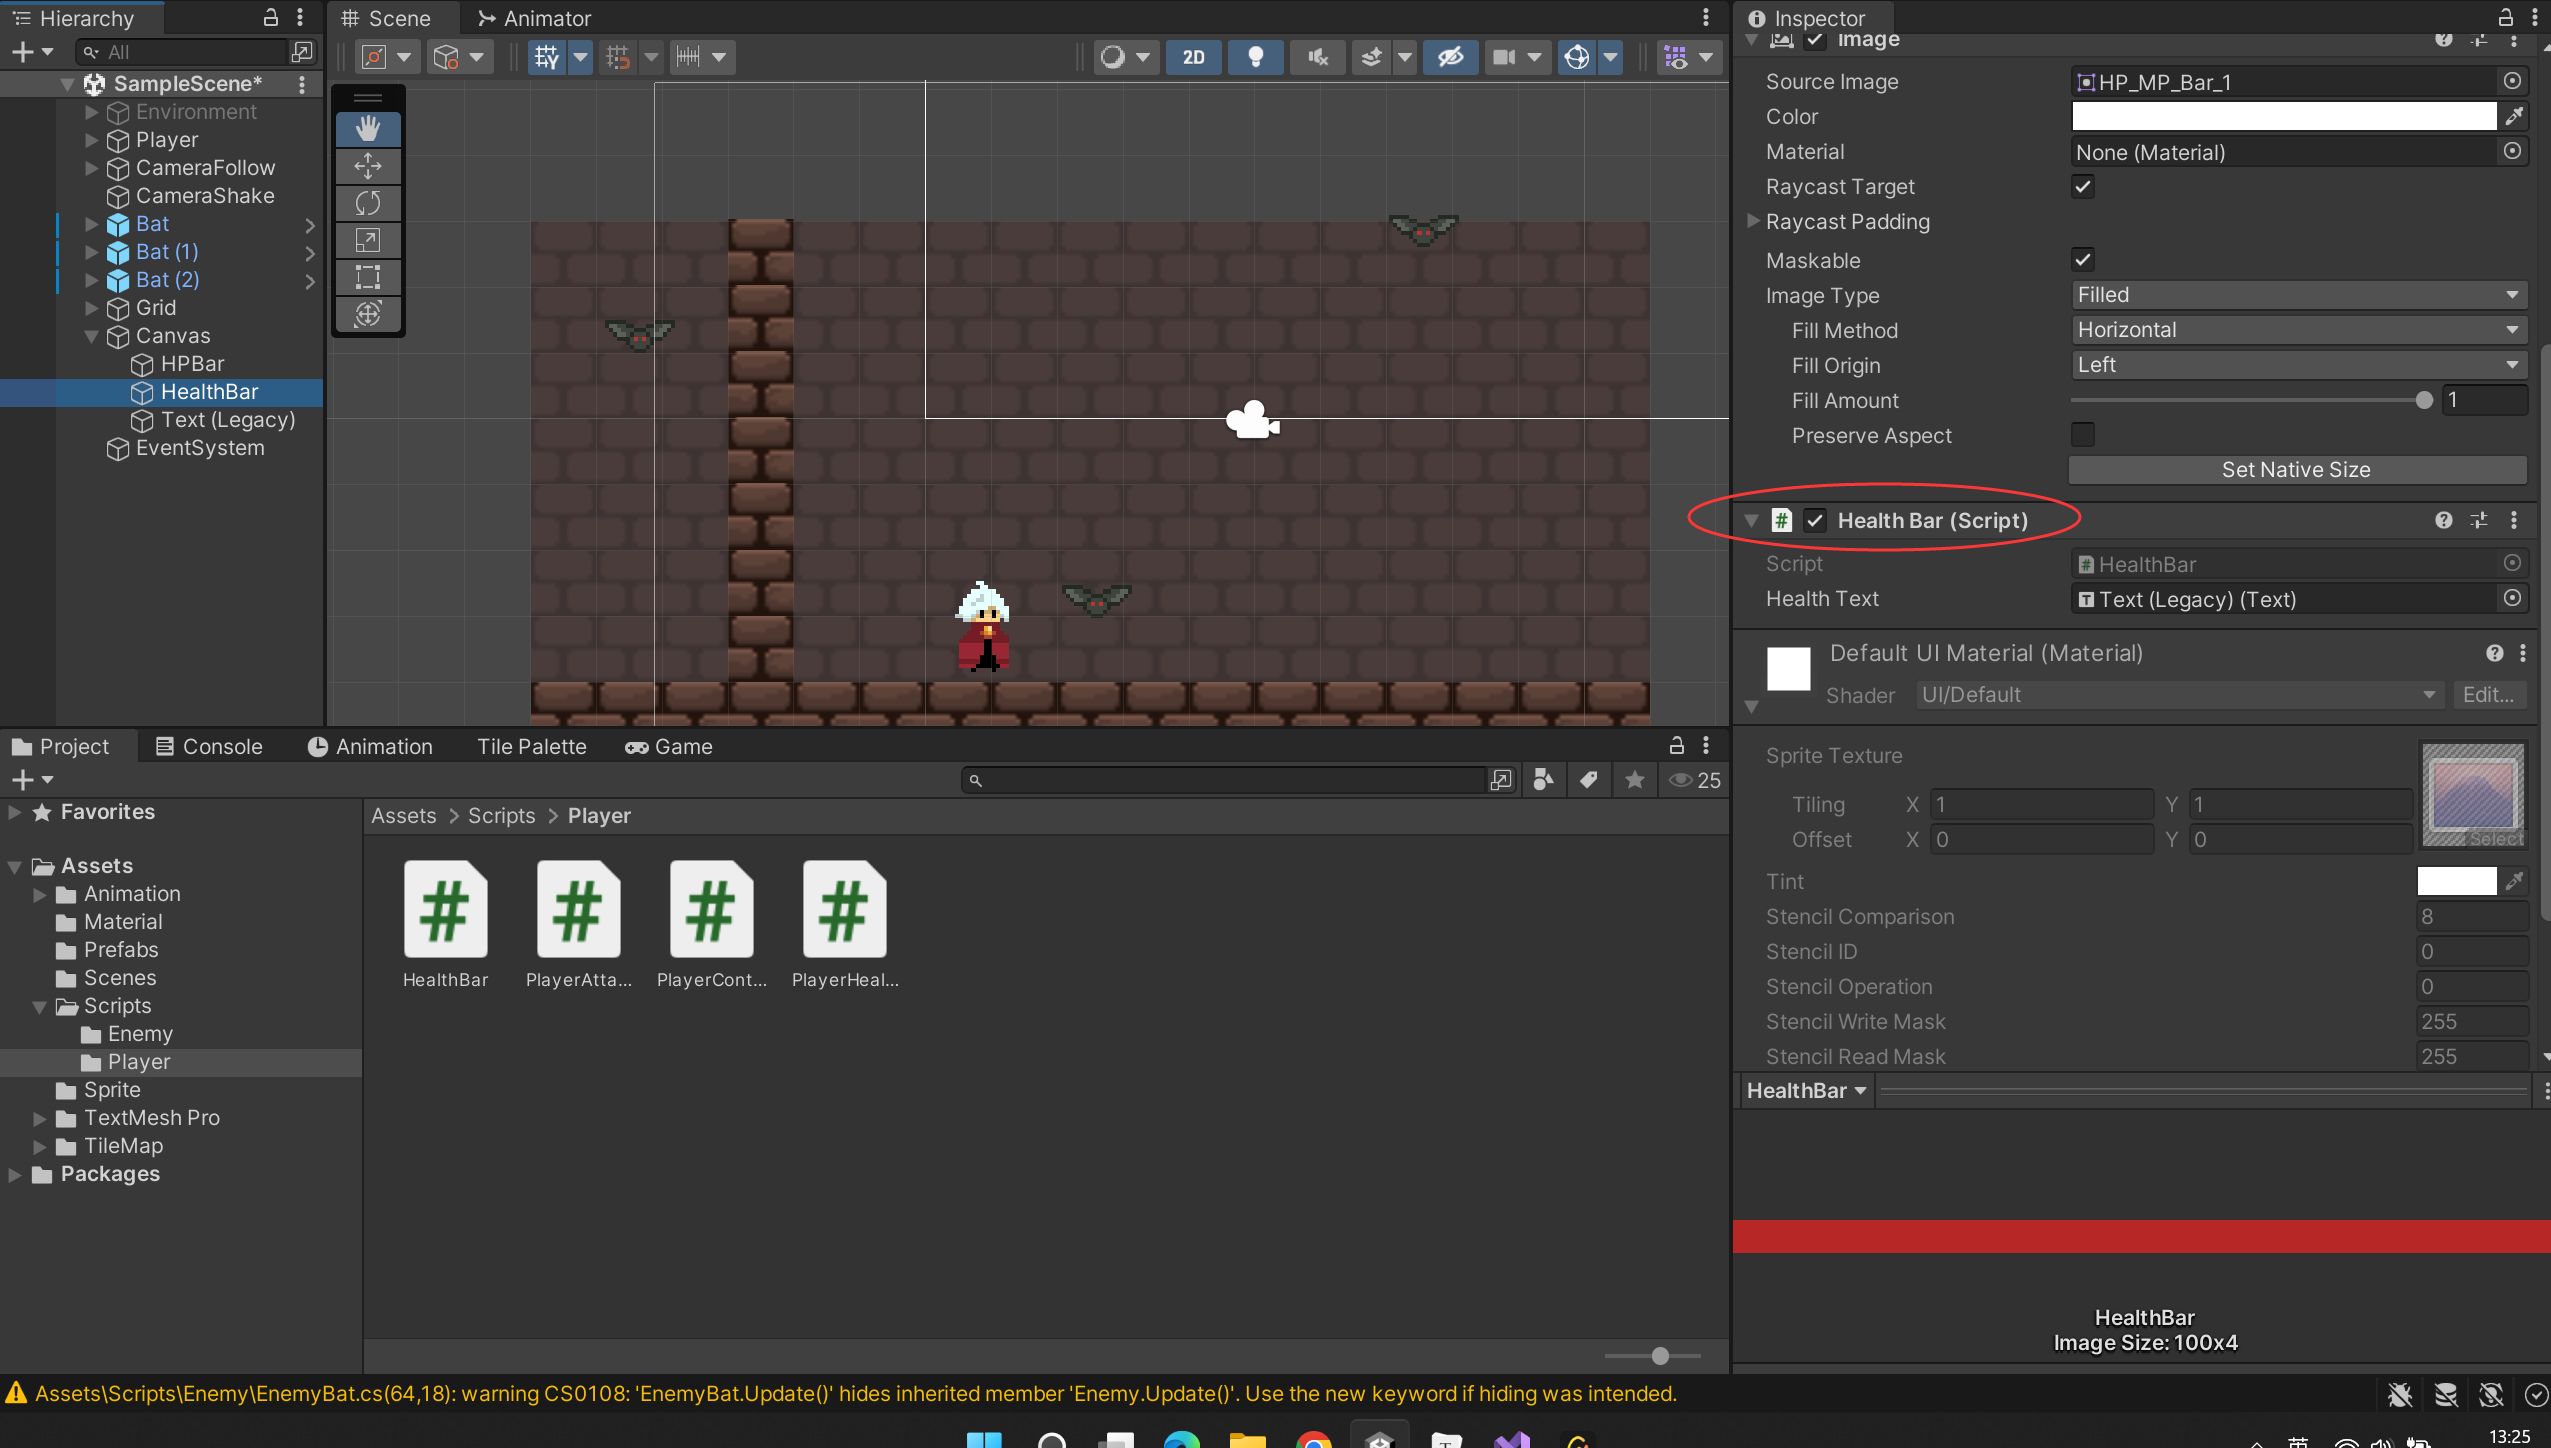 Hierarchy
All
SampleScene*
Environment
Player
CameraFollow
CameraShake
Bat
Bat (1)
Bat (2)
Grid
Canvas
HPBar
HealthBar
Text (Legacy)
EventSystem
Scene
Animator
2D
Inspector
Image
Source Image
HP_MP_Bar_1
Color
Material
None (Material)
Raycast Target
Raycast Padding
Maskable
Image Type
Filled
Fill Method
Horizontal
Fill Origin
Left
Fill Amount
1
Preserve Aspect
Set Native Size
Health Bar (Script)
Script
HealthBar
Health Text
Text (Legacy) (Text)
Default UI Material (Material)
Shader
UI/Default
Edit...
Sprite Texture
Tiling X 1 Y 1
Offset X 0 Y 0
Select
Tint
Stencil Comparison 8
Stencil ID 0
Stencil Operation 0
Stencil Write Mask 255
Stencil Read Mask 255
HealthBar
HealthBar
Image Size: 100x4
Project
Console
Animation
Tile Palette
Game
25
Favorites
Assets
Animation
Material
Prefabs
Scenes
Scripts
Enemy
Player
Sprite
TextMesh Pro
TileMap
Packages
Assets > Scripts > Player
HealthBar
PlayerAtta...
PlayerCont...
PlayerHeal...
Assets\Scripts\Enemy\EnemyBat.cs(64,18): warning CS0108: 'EnemyBat.Update()' hides inherited member 'Enemy.Update()'. Use the new keyword if hiding was intended.
英
13:25